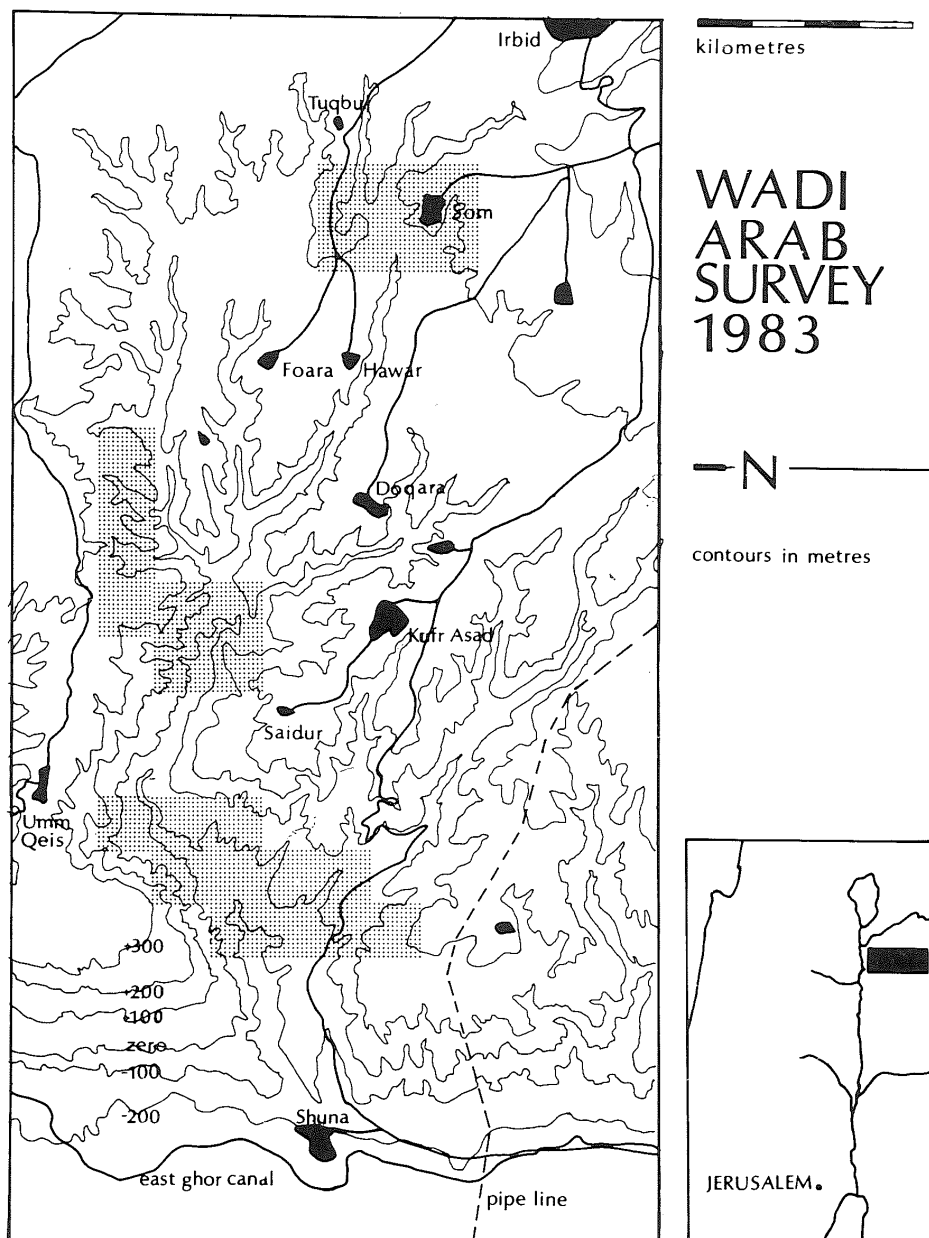 Irbid
kilometres
Tuqbul
WADI
ARAB
SURVEY
1983
Som
Foara
Hawar
N
Doqara
contours in metres
Kufr Asad
Saidur
Umm
Qeis
+300
+200
+100
zero
-100
-200
Shuna
east ghor canal
pipe line
JERUSALEM